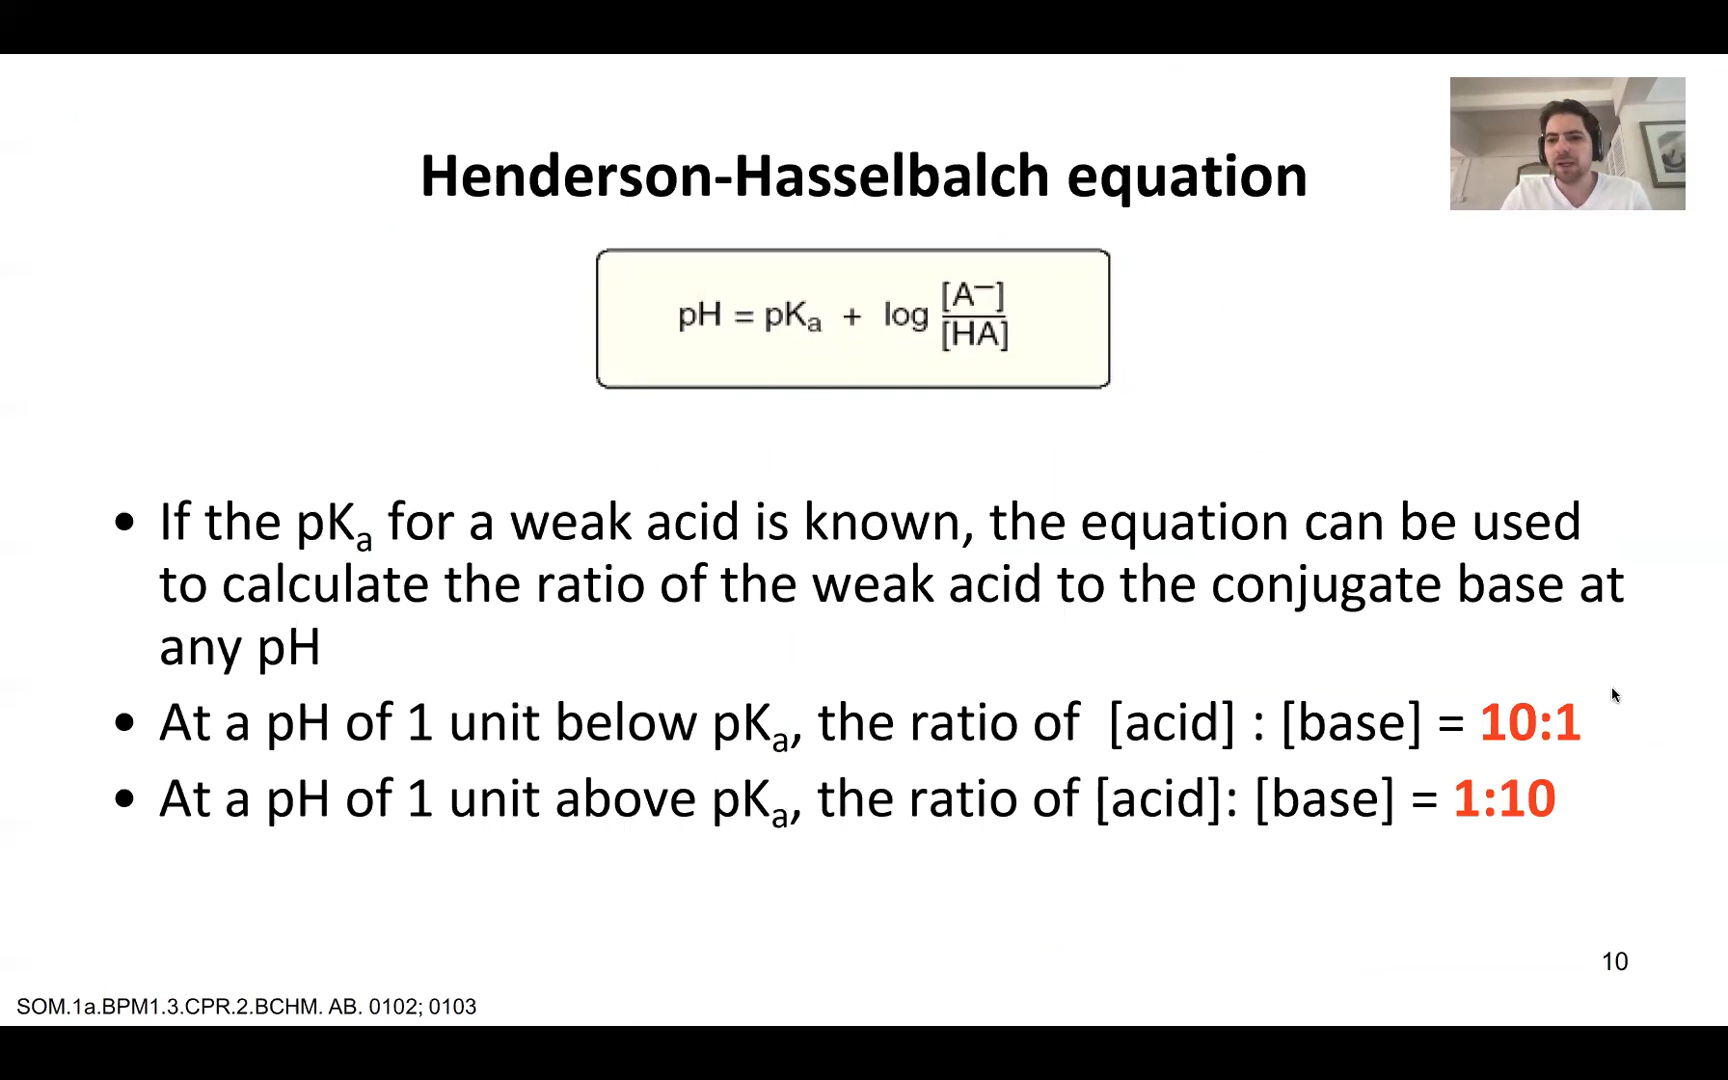 Henderson-Hasselbalch equation
pH = pKₐ + log [A⁻]/[HA]
• If the pKₐ for a weak acid is known, the equation can be used
to calculate the ratio of the weak acid to the conjugate base at
any pH
• At a pH of 1 unit below pKₐ, the ratio of [acid] : [base] = 10:1
• At a pH of 1 unit above pKₐ, the ratio of [acid]: [base] = 1:10
10
SOM.1a.BPM1.3.CPR.2.BCHM. AB. 0102; 0103